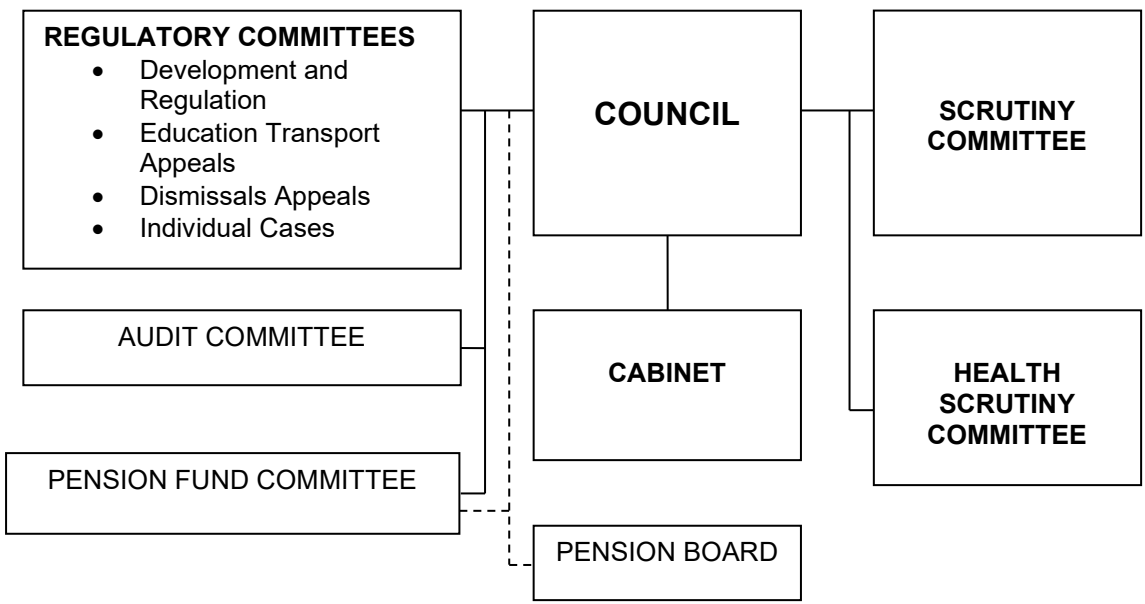 REGULATORY COMMITTEES
• Development and
Regulation
• Education Transport
Appeals
• Dismissals Appeals
• Individual Cases
COUNCIL
SCRUTINY
COMMITTEE
AUDIT COMMITTEE
CABINET
HEALTH
SCRUTINY
COMMITTEE
PENSION FUND COMMITTEE
PENSION BOARD